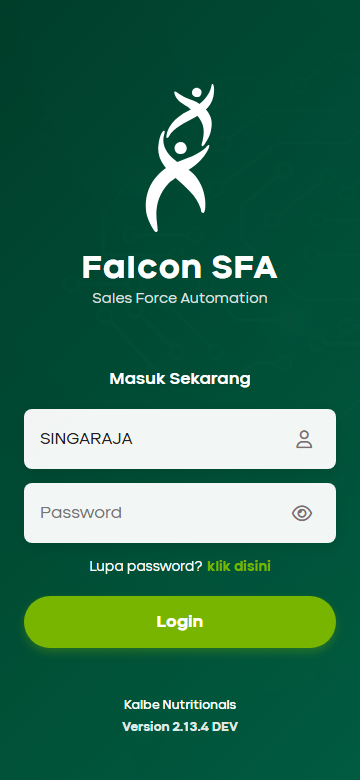 Falcon SFA
Sales Force Automation
Masuk Sekarang
SINGARAJA
Password
Lupa password? klik disini
Login
Kalbe Nutritionals
Version 2.13.4 DEV